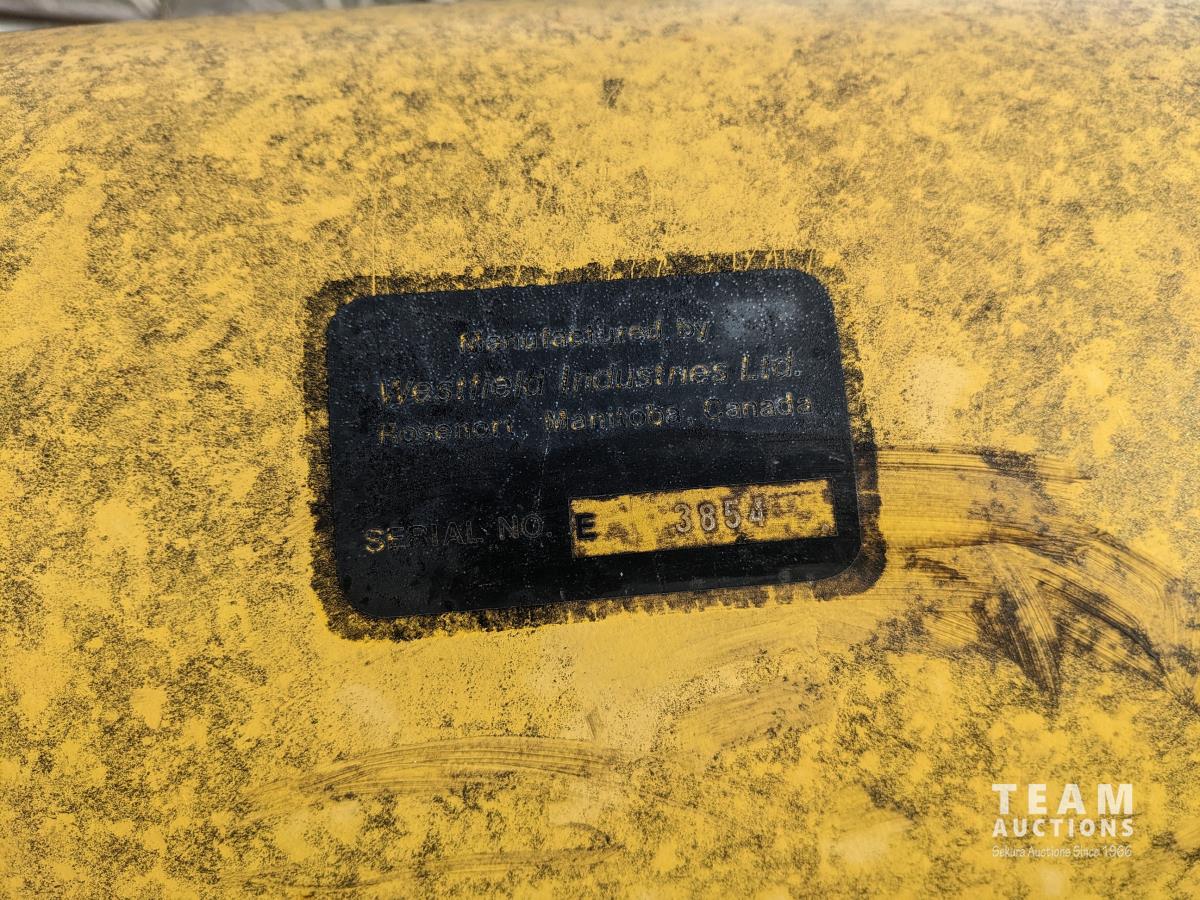 Manufactured by
Westfield Industries Ltd.
Rosenort, Manitoba, Canada
SERIAL NO. E 3854
TEAM
AUCTIONS
Sekura Auctions Since 1966